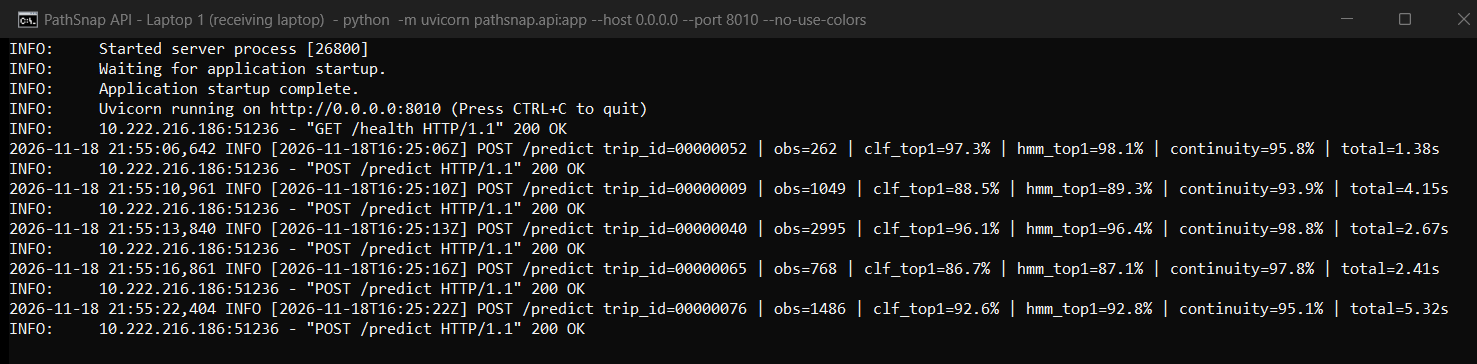 PathSnap API - Laptop 1 (receiving laptop) - python -m uvicorn pathsnap.api:app --host 0.0.0.0 --port 8010 --no-use-colors
INFO: Started server process [26800]
INFO: Waiting for application startup.
INFO: Application startup complete.
INFO: Uvicorn running on http://0.0.0.0:8010 (Press CTRL+C to quit)
INFO: 10.222.216.186:51236 - "GET /health HTTP/1.1" 200 OK
2026-11-18 21:55:06,642 INFO [2026-11-18T16:25:06Z] POST /predict trip_id=00000052 | obs=262 | clf_top1=97.3% | hmm_top1=98.1% | continuity=95.8% | total=1.38s
INFO: 10.222.216.186:51236 - "POST /predict HTTP/1.1" 200 OK
2026-11-18 21:55:10,961 INFO [2026-11-18T16:25:10Z] POST /predict trip_id=00000009 | obs=1049 | clf_top1=88.5% | hmm_top1=89.3% | continuity=93.9% | total=4.15s
INFO: 10.222.216.186:51236 - "POST /predict HTTP/1.1" 200 OK
2026-11-18 21:55:13,840 INFO [2026-11-18T16:25:13Z] POST /predict trip_id=00000040 | obs=2995 | clf_top1=96.1% | hmm_top1=96.4% | continuity=98.8% | total=2.67s
INFO: 10.222.216.186:51236 - "POST /predict HTTP/1.1" 200 OK
2026-11-18 21:55:16,861 INFO [2026-11-18T16:25:16Z] POST /predict trip_id=00000065 | obs=768 | clf_top1=86.7% | hmm_top1=87.1% | continuity=97.8% | total=2.41s
INFO: 10.222.216.186:51236 - "POST /predict HTTP/1.1" 200 OK
2026-11-18 21:55:22,404 INFO [2026-11-18T16:25:22Z] POST /predict trip_id=00000076 | obs=1486 | clf_top1=92.6% | hmm_top1=92.8% | continuity=95.1% | total=5.32s
INFO: 10.222.216.186:51236 - "POST /predict HTTP/1.1" 200 OK